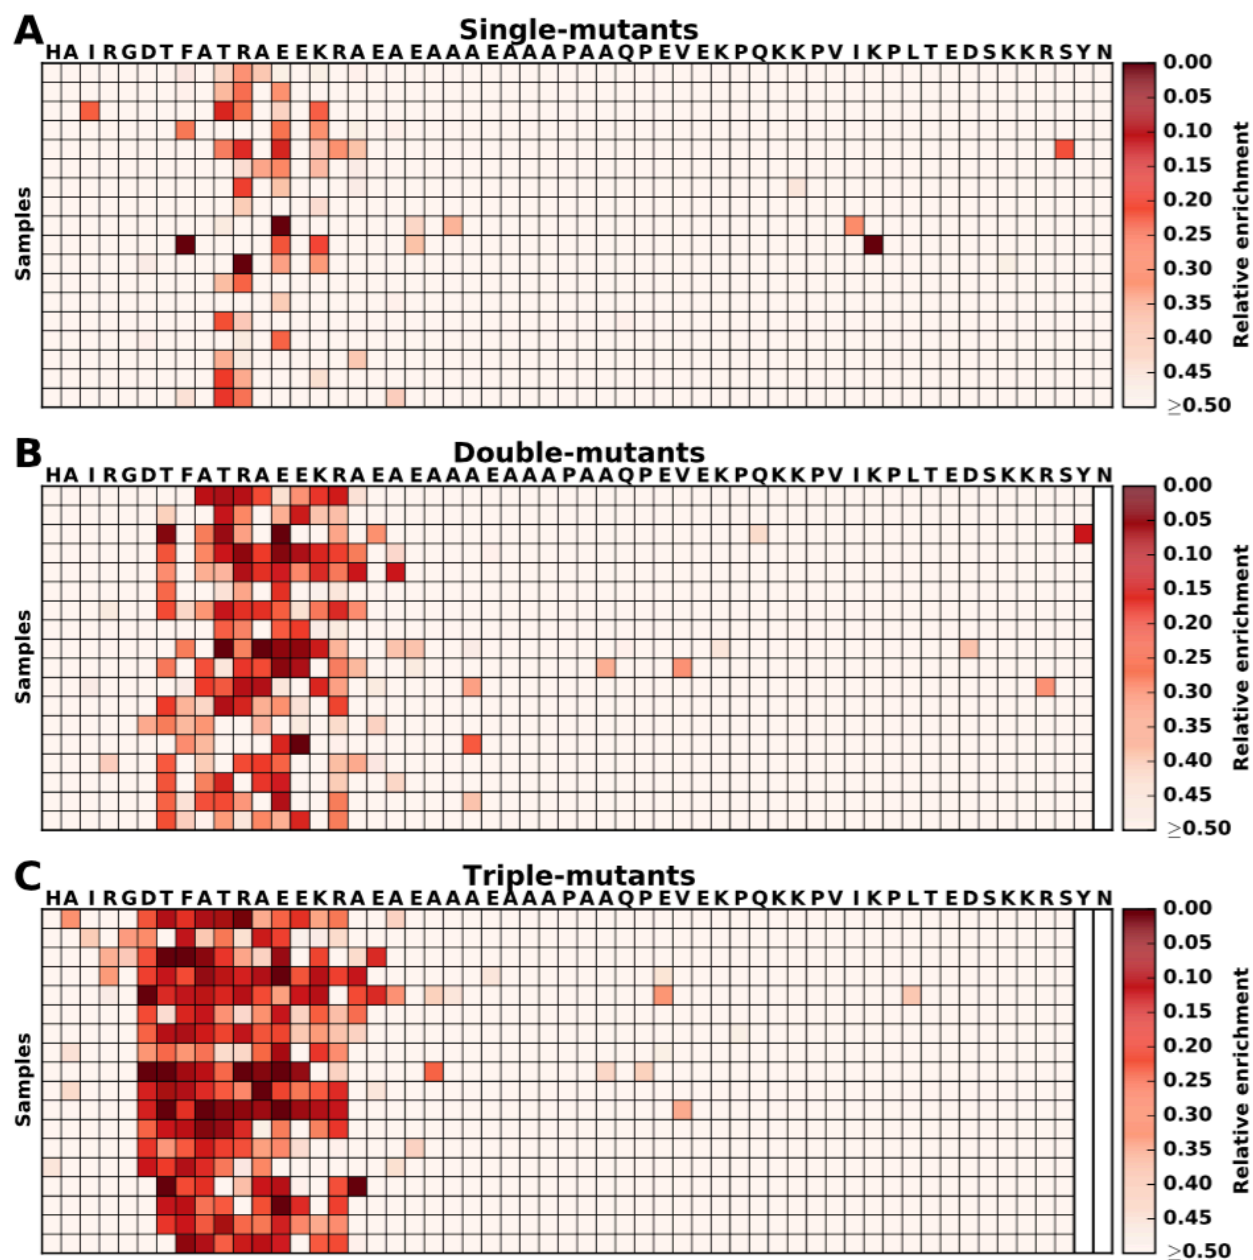 A
Single-mutants
H A I R G D T F A T R A E E K R A E A E A A A E A A A P A A Q P E V E K P Q K K P V I K P L T E D S K K R S Y N
Samples
0.00
0.05
0.10
0.15
0.20
0.25
0.30
0.35
0.40
0.45
≥0.50
Relative enrichment
B
Double-mutants
H A I R G D T F A T R A E E K R A E A E A A A E A A A P A A Q P E V E K P Q K K P V I K P L T E D S K K R S Y N
Samples
0.00
0.05
0.10
0.15
0.20
0.25
0.30
0.35
0.40
0.45
≥0.50
Relative enrichment
C
Triple-mutants
H A I R G D T F A T R A E E K R A E A E A A A E A A A P A A Q P E V E K P Q K K P V I K P L T E D S K K R S Y N
Samples
0.00
0.05
0.10
0.15
0.20
0.25
0.30
0.35
0.40
0.45
≥0.50
Relative enrichment